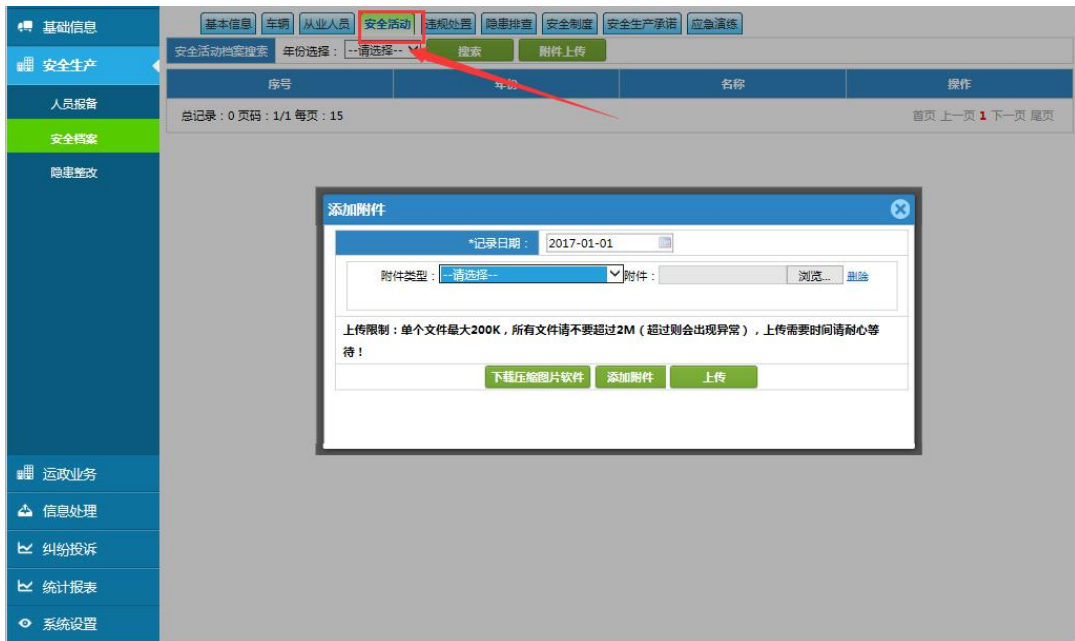 基础信息
安全生产
人员报备
安全档案
隐患整改
运政业务
信息处理
纠纷投诉
统计报表
系统设置
基本信息 车辆 从业人员 安全活动 违规处置 隐患排查 安全制度 安全生产承诺 应急演练
安全活动档案搜索 年份选择： --请选择-- 搜索 附件上传
序号 年份 名称 操作
总记录：0 页码：1/1 每页：15 首页 上一页 1 下一页 尾页
添加附件
*记录日期： 2017-01-01
附件类型： --请选择-- 附件： 浏览... 删除
上传限制：单个文件最大200K，所有文件请不要超过2M（超过则会出现异常），上传需要时间请耐心等
待！
下载压缩图片软件 添加附件 上传